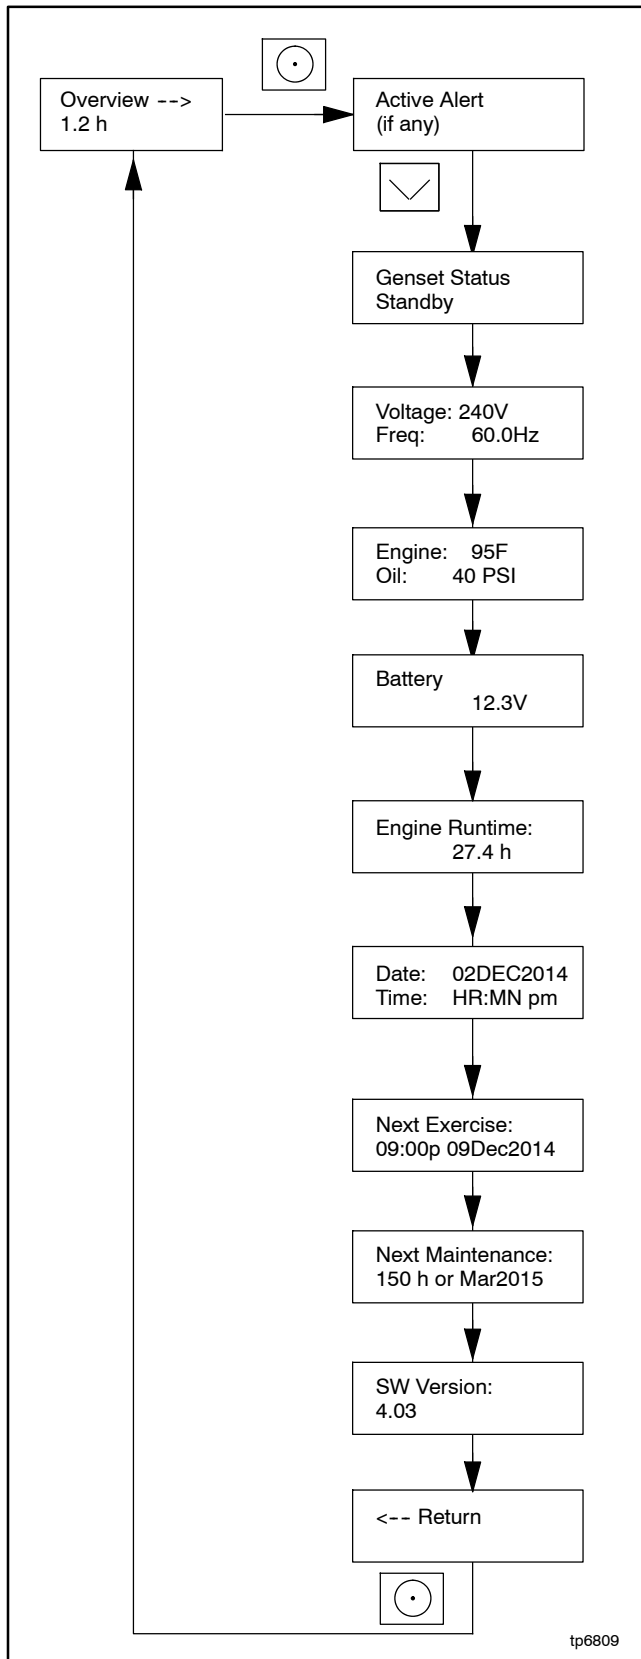 Overview -->
1.2 h
Active Alert
(if any)
Genset Status
Standby
Voltage: 240V
Freq: 60.0Hz
Engine: 95F
Oil: 40 PSI
Battery
12.3V
Engine Runtime:
27.4 h
Date: 02DEC2014
Time: HR:MN pm
Next Exercise:
09:00p 09Dec2014
Next Maintenance:
150 h or Mar2015
SW Version:
4.03
<-- Return
tp6809